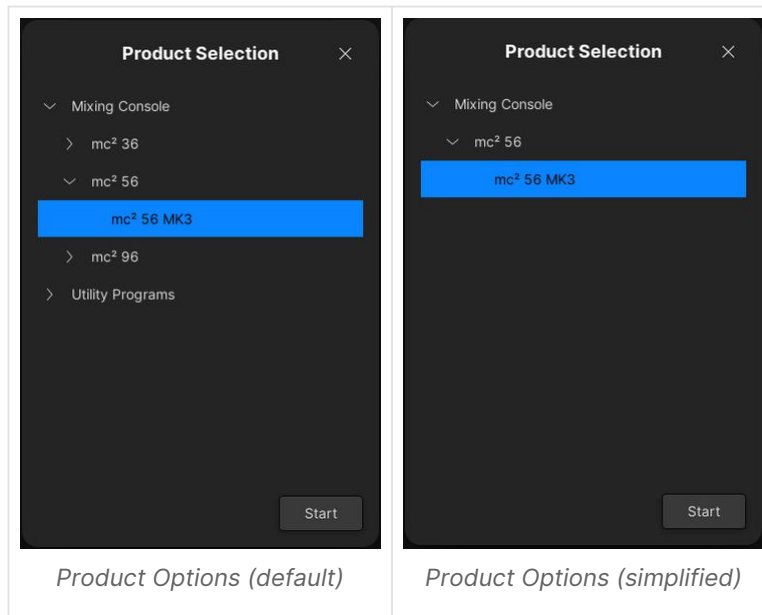 Product Selection
Mixing Console
mc² 36
mc² 56
mc² 56 MK3
mc² 96
Utility Programs
Start
Product Options (default)
Product Selection
Mixing Console
mc² 56
mc² 56 MK3
Start
Product Options (simplified)